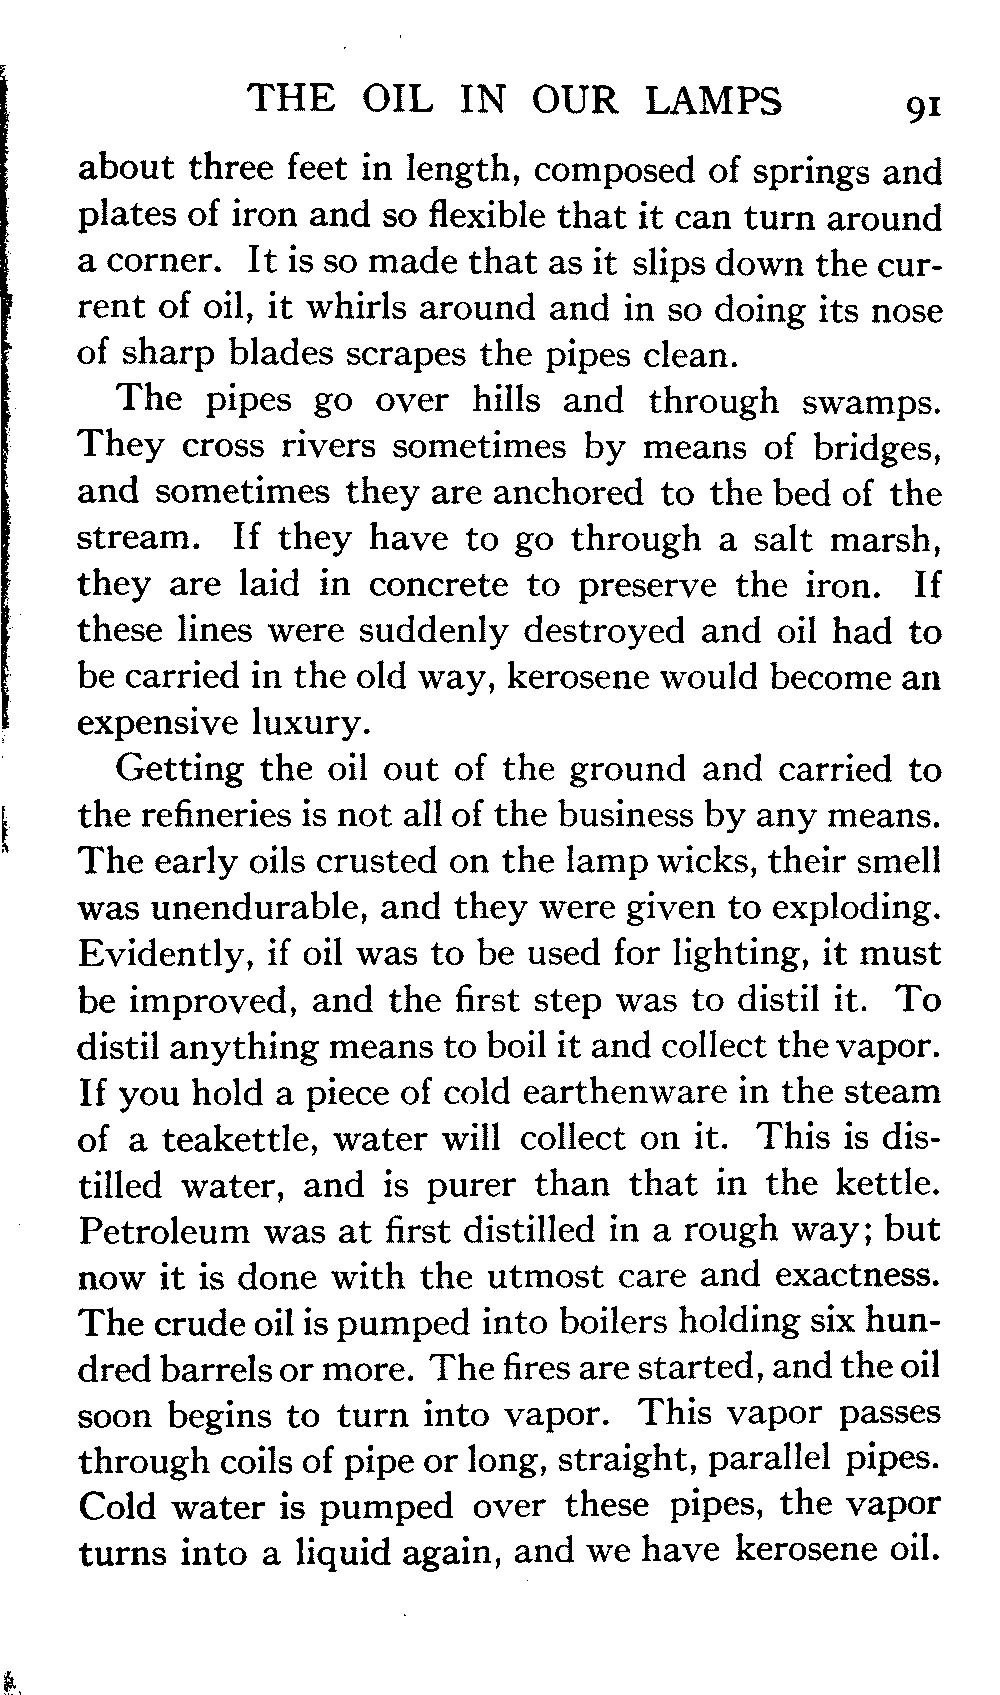 THE OIL IN OUR LAMPS 91
about three feet in length, composed of springs and
plates of iron and so flexible that it can turn around
a corner. It is so made that as it slips down the cur-
rent of oil, it whirls around and in so doing its nose
of sharp blades scrapes the pipes clean.
The pipes go over hills and through swamps.
They cross rivers sometimes by means of bridges,
and sometimes they are anchored to the bed of the
stream. If they have to go through a salt marsh,
they are laid in concrete to preserve the iron. If
these lines were suddenly destroyed and oil had to
be carried in the old way, kerosene would become an
expensive luxury.
Getting the oil out of the ground and carried to
the refineries is not all of the business by any means.
The early oils crusted on the lamp wicks, their smell
was unendurable, and they were given to exploding.
Evidently, if oil was to be used for lighting, it must
be improved, and the first step was to distil it. To
distil anything means to boil it and collect the vapor.
If you hold a piece of cold earthenware in the steam
of a teakettle, water will collect on it. This is dis-
tilled water, and is purer than that in the kettle.
Petroleum was at first distilled in a rough way; but
now it is done with the utmost care and exactness.
The crude oil is pumped into boilers holding six hun-
dred barrels or more. The fires are started, and the oil
soon begins to turn into vapor. This vapor passes
through coils of pipe or long, straight, parallel pipes.
Cold water is pumped over these pipes, the vapor
turns into a liquid again, and we have kerosene oil.